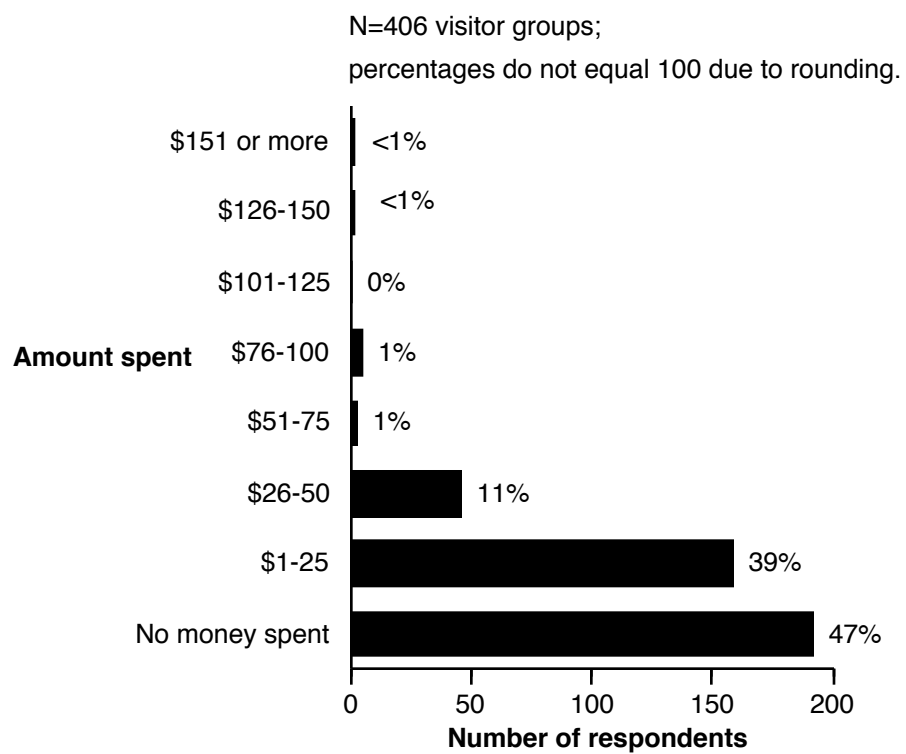 N=406 visitor groups;
percentages do not equal 100 due to rounding.
$151 or more <1%
$126-150 <1%
$101-125 0%
Amount spent $76-100 1%
$51-75 1%
$26-50 11%
$1-25 39%
No money spent 47%
0 50 100 150 200
Number of respondents